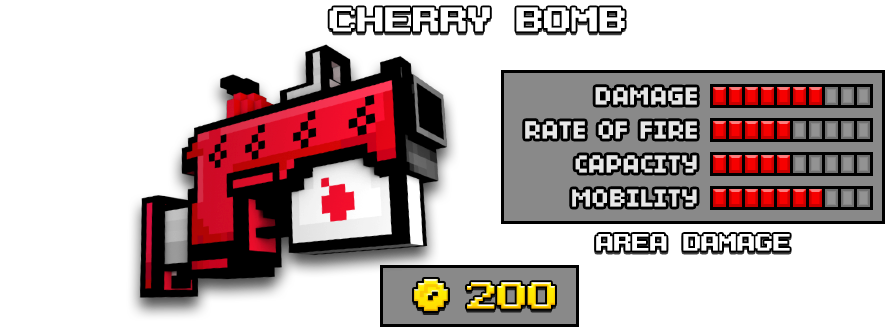 CHERRY BOMB
DAMAGE
RATE OF FIRE
CAPACITY
MOBILITY
AREA DAMAGE
200